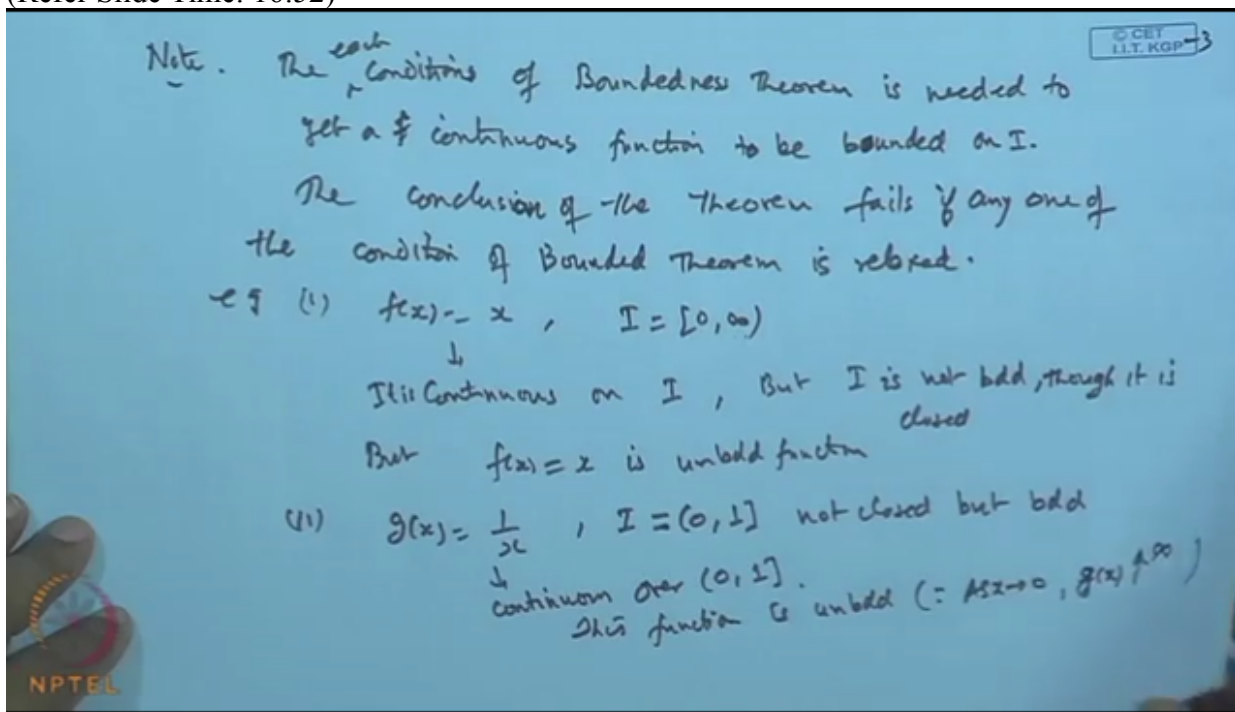 (Refer Slide Time: 16:52)
© CET
I.I.T. KGP
-3
Note. The each conditions of Boundedness Theorem is needed to
get a continuous function to be bounded on I.
The conclusion of the Theorem fails if any one of
the condition of Bounded Theorem is relaxed.
eg (i) f(x) = x , I = [0, ∞)
↓
It is Continuous on I , But I is not bdd, though it is
closed
But f(x) = x is unbdd function
(ii) g(x) = 1/x , I = (0, 1] not closed but bdd
↓
continuous over (0, 1].
This function is unbdd (∵ As x→0, g(x) ↑ ∞ )
NPTEL